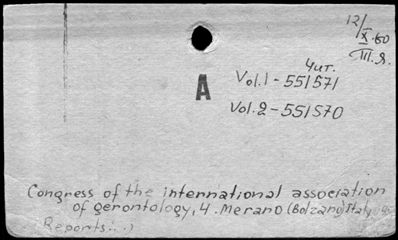 12/X.60
III.Я.
Чит.
Vol.1 - 551571
A
Vol.2 - 551570
Congress of the international association
of gerontology, 4. Merano (Bolzano) Italy
Reports...)